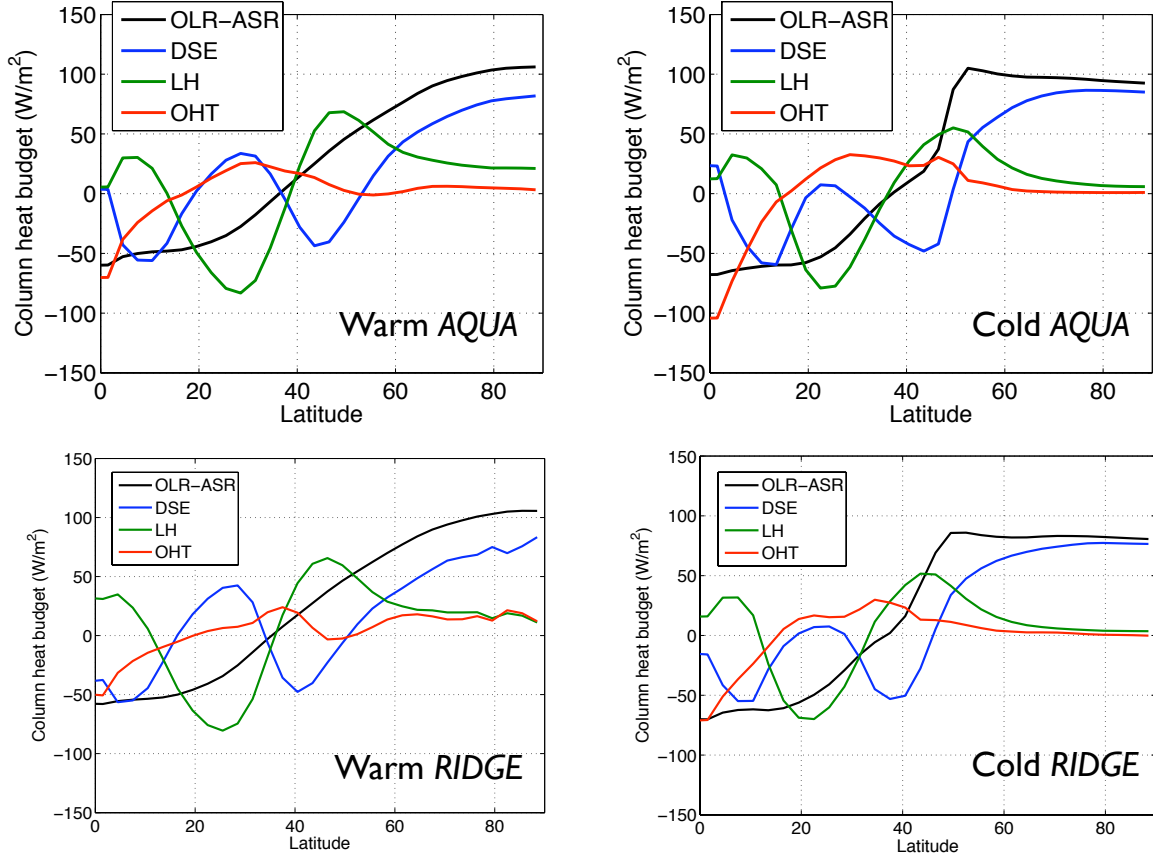 OLR-ASR
DSE
LH
OHT
Column heat budget (W/m²)
100
50
0
−50
−100
−150
0
20
40
60
80
Latitude
Warm AQUA
OLR-ASR
DSE
LH
OHT
Column heat budget (W/m²)
100
50
0
−50
−100
−150
0
20
40
60
80
Latitude
Cold AQUA
OLR-ASR
DSE
LH
OHT
Column heat budget (W/m²)
150
100
50
0
−50
−100
−150
0
20
40
60
80
Latitude
Warm RIDGE
OLR-ASR
DSE
LH
OHT
Column heat budget (W/m²)
150
100
50
0
−50
−100
−150
0
20
40
60
80
Latitude
Cold RIDGE